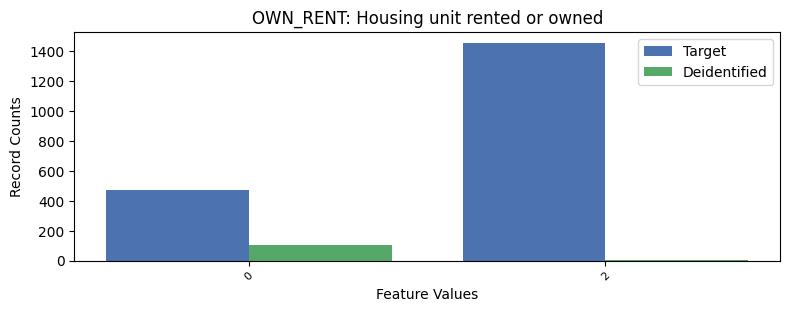 OWN_RENT: Housing unit rented or owned
Target
Deidentified
Record Counts
1400
1200
1000
800
600
400
200
0
0
2
Feature Values